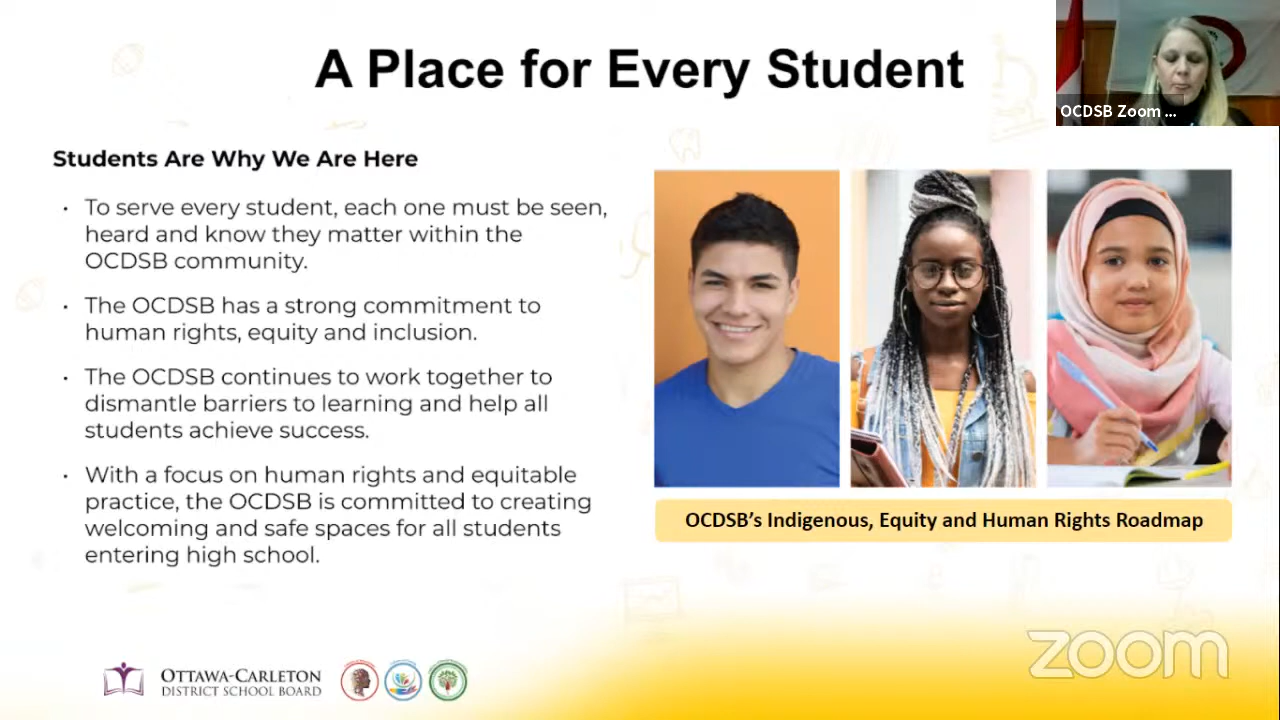 A Place for Every Student
OCDSB Zoom ...
Students Are Why We Are Here
· To serve every student, each one must be seen,
heard and know they matter within the
OCDSB community.
· The OCDSB has a strong commitment to
human rights, equity and inclusion.
· The OCDSB continues to work together to
dismantle barriers to learning and help all
students achieve success.
· With a focus on human rights and equitable
practice, the OCDSB is committed to creating
welcoming and safe spaces for all students
entering high school.
OCDSB's Indigenous, Equity and Human Rights Roadmap
OTTAWA-CARLETON
DISTRICT SCHOOL BOARD
zoom